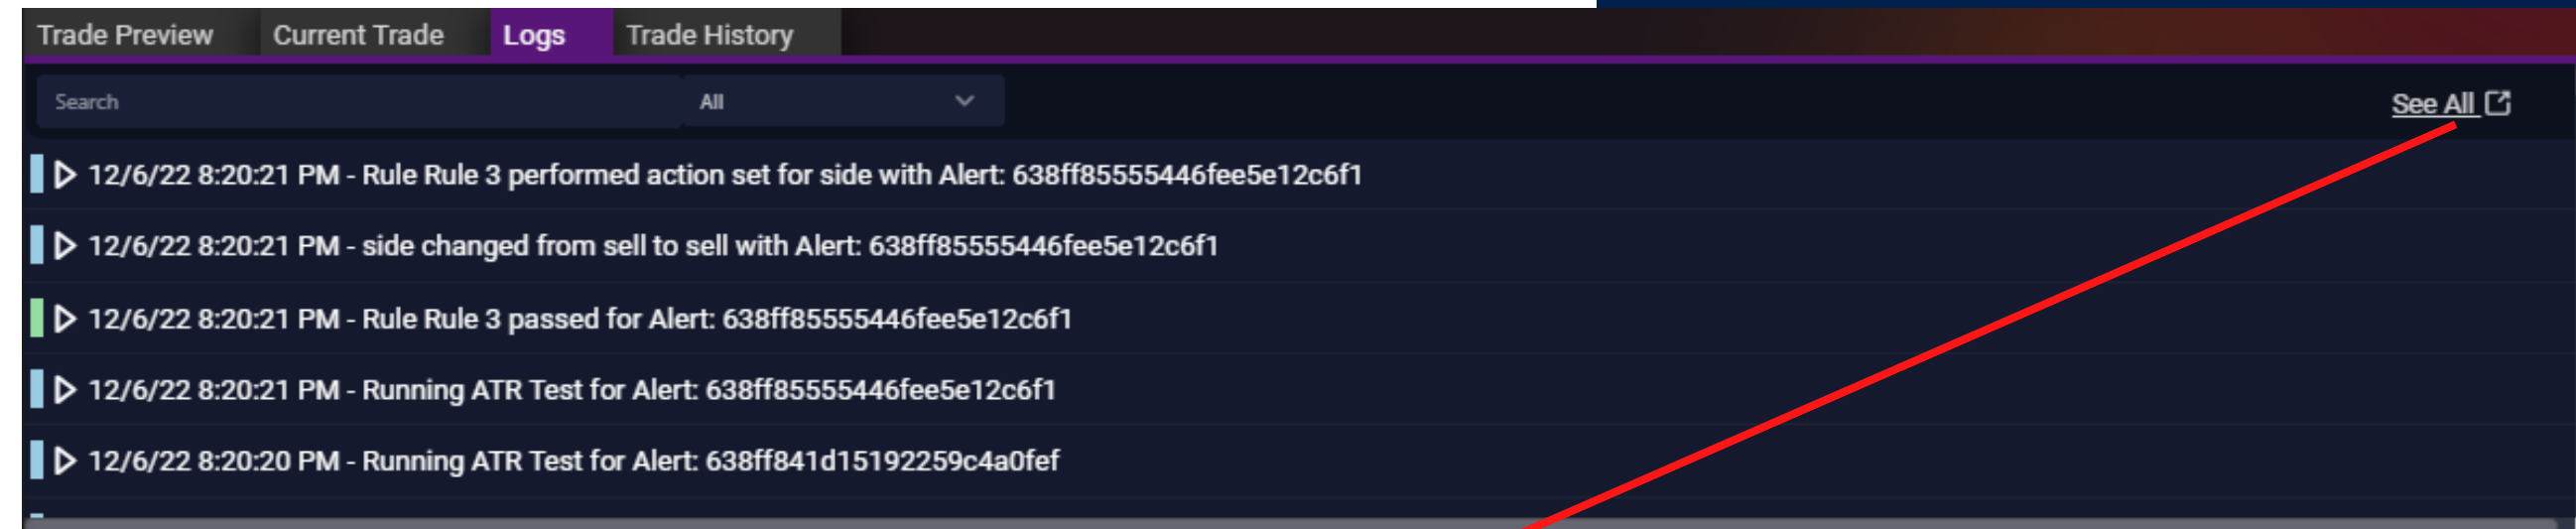 Trade Preview Current Trade Logs Trade History
Search All See All
12/6/22 8:20:21 PM - Rule Rule 3 performed action set for side with Alert: 638ff85555446fee5e12c6f1
12/6/22 8:20:21 PM - side changed from sell to sell with Alert: 638ff85555446fee5e12c6f1
12/6/22 8:20:21 PM - Rule Rule 3 passed for Alert: 638ff85555446fee5e12c6f1
12/6/22 8:20:21 PM - Running ATR Test for Alert: 638ff85555446fee5e12c6f1
12/6/22 8:20:20 PM - Running ATR Test for Alert: 638ff841d15192259c4a0fef